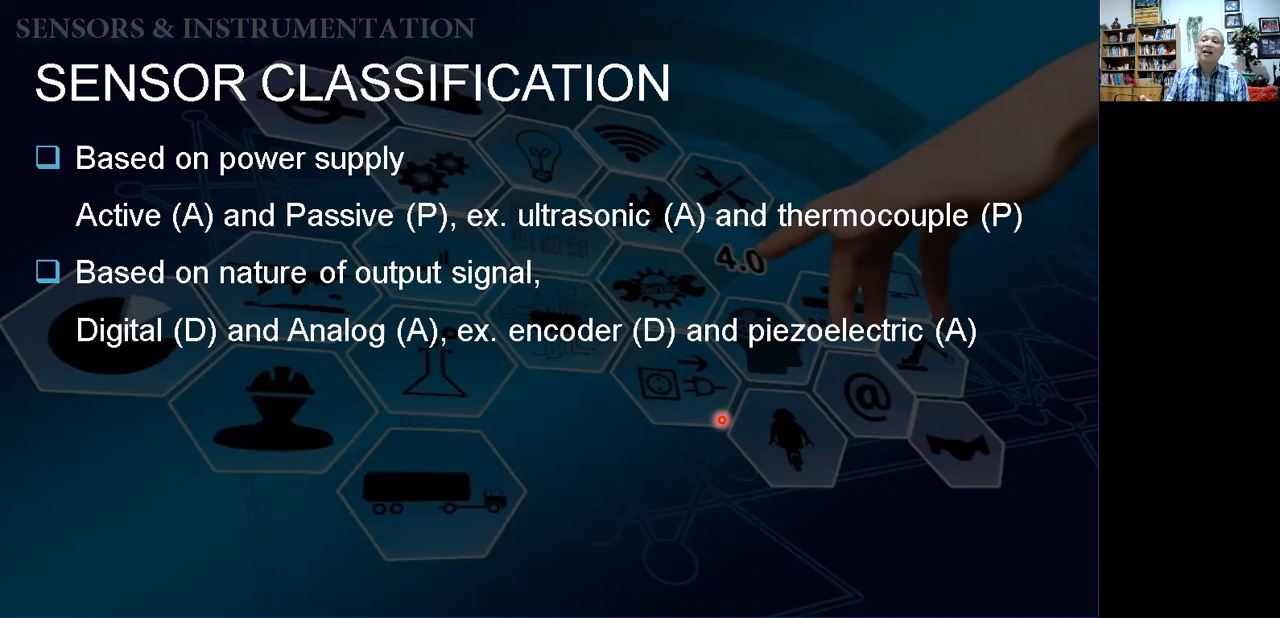 SENSORS & INSTRUMENTATION
SENSOR CLASSIFICATION
Based on power supply
Active (A) and Passive (P), ex. ultrasonic (A) and thermocouple (P)
4.0
Based on nature of output signal,
Service
Digital (D) and Analog (A), ex. encoder (D) and piezoelectric (A)
@